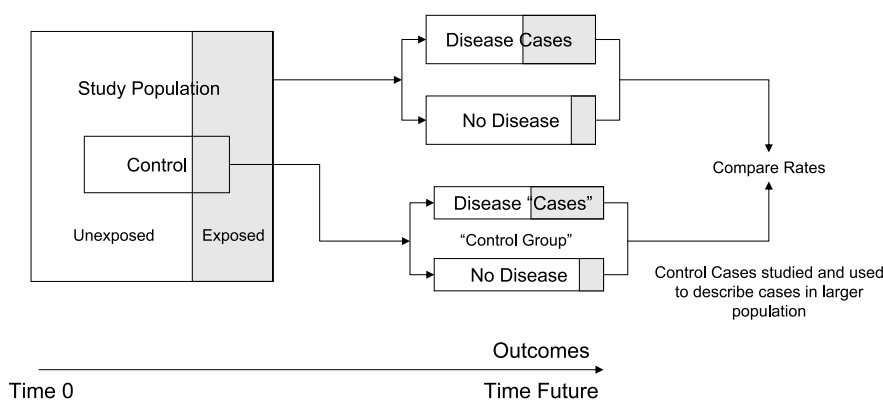 Disease Cases
Study Population
No Disease
Control
Compare Rates
Disease “Cases”
Unexposed
Exposed
“Control Group”
No Disease
Control Cases studied and used
to describe cases in larger
population
Outcomes
Time 0
Time Future